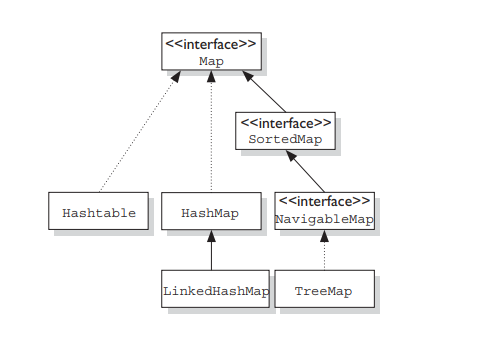 <<interface>>
Map
<<interface>>
SortedMap
Hashtable
HashMap
<<interface>>
NavigableMap
LinkedHashMap
TreeMap